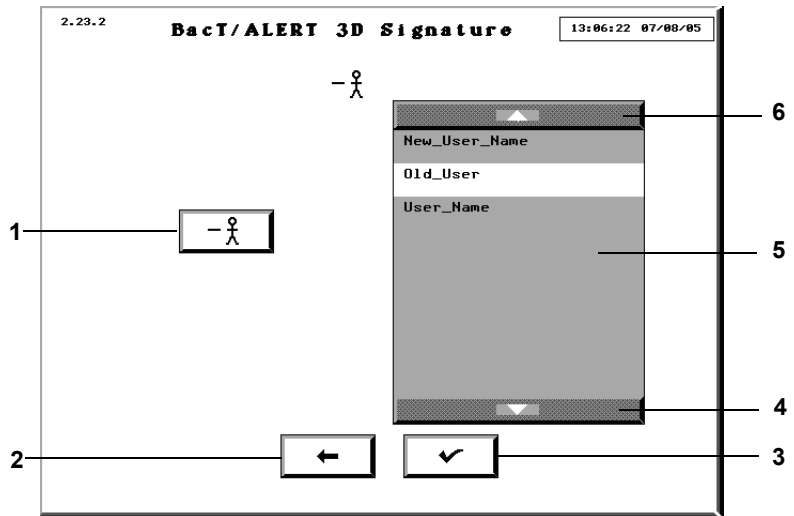 2.23.2
BacT/ALERT 3D Signature
13:06:22 07/08/05
6
New_User_Name
Old_User
User_Name
1
5
4
2
3